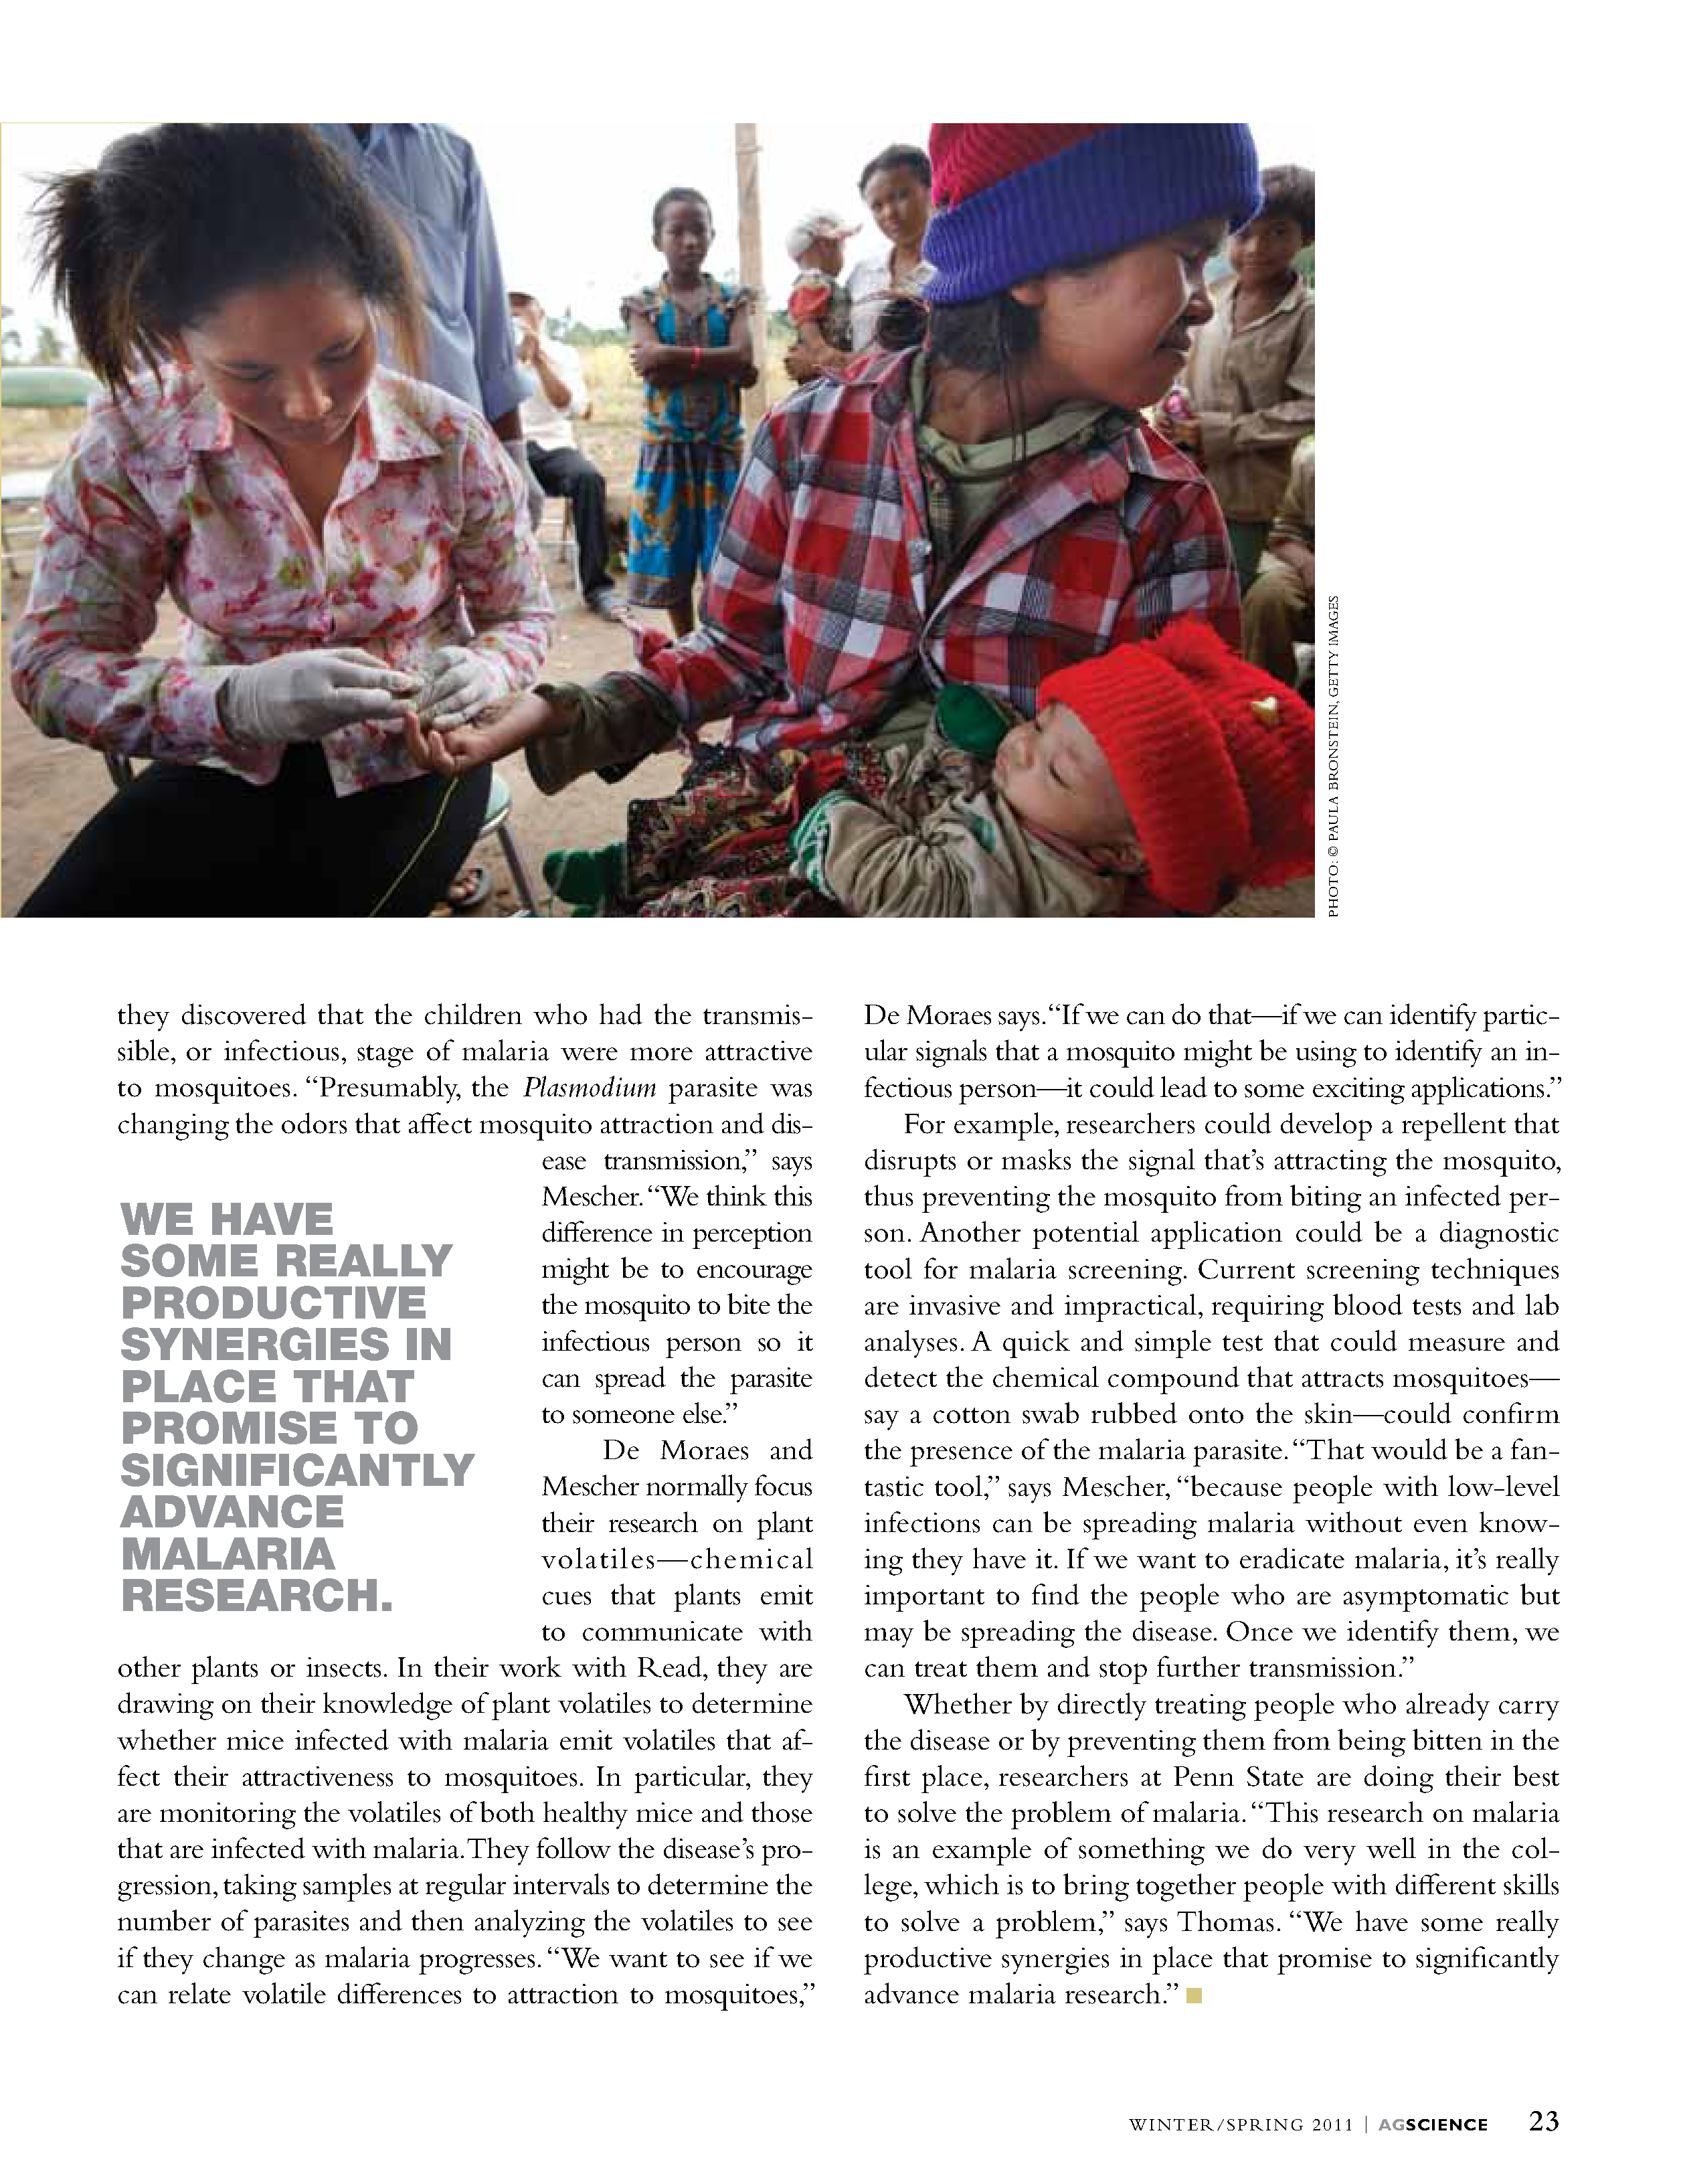 PHOTO: © PAULA BRONSTEIN, GETTY IMAGES
they discovered that the children who had the transmis-
sible, or infectious, stage of malaria were more attractive
to mosquitoes. “Presumably, the Plasmodium parasite was
changing the odors that affect mosquito attraction and dis-
ease transmission,” says
Mescher. “We think this
difference in perception
might be to encourage
the mosquito to bite the
infectious person so it
can spread the parasite
to someone else.”
De Moraes and
Mescher normally focus
their research on plant
volatiles—chemical
cues that plants emit
to communicate with
other plants or insects. In their work with Read, they are
drawing on their knowledge of plant volatiles to determine
whether mice infected with malaria emit volatiles that af-
fect their attractiveness to mosquitoes. In particular, they
are monitoring the volatiles of both healthy mice and those
that are infected with malaria. They follow the disease’s pro-
gression, taking samples at regular intervals to determine the
number of parasites and then analyzing the volatiles to see
if they change as malaria progresses. “We want to see if we
can relate volatile differences to attraction to mosquitoes,”
WE HAVE
SOME REALLY
PRODUCTIVE
SYNERGIES IN
PLACE THAT
PROMISE TO
SIGNIFICANTLY
ADVANCE
MALARIA
RESEARCH.
De Moraes says. “If we can do that—if we can identify partic-
ular signals that a mosquito might be using to identify an in-
fectious person—it could lead to some exciting applications.”
For example, researchers could develop a repellent that
disrupts or masks the signal that’s attracting the mosquito,
thus preventing the mosquito from biting an infected per-
son. Another potential application could be a diagnostic
tool for malaria screening. Current screening techniques
are invasive and impractical, requiring blood tests and lab
analyses. A quick and simple test that could measure and
detect the chemical compound that attracts mosquitoes—
say a cotton swab rubbed onto the skin—could confirm
the presence of the malaria parasite. “That would be a fan-
tastic tool,” says Mescher, “because people with low-level
infections can be spreading malaria without even know-
ing they have it. If we want to eradicate malaria, it’s really
important to find the people who are asymptomatic but
may be spreading the disease. Once we identify them, we
can treat them and stop further transmission.”
Whether by directly treating people who already carry
the disease or by preventing them from being bitten in the
first place, researchers at Penn State are doing their best
to solve the problem of malaria. “This research on malaria
is an example of something we do very well in the col-
lege, which is to bring together people with different skills
to solve a problem,” says Thomas. “We have some really
productive synergies in place that promise to significantly
advance malaria research.” ■
WINTER/SPRING 2011 | AGSCIENCE 23